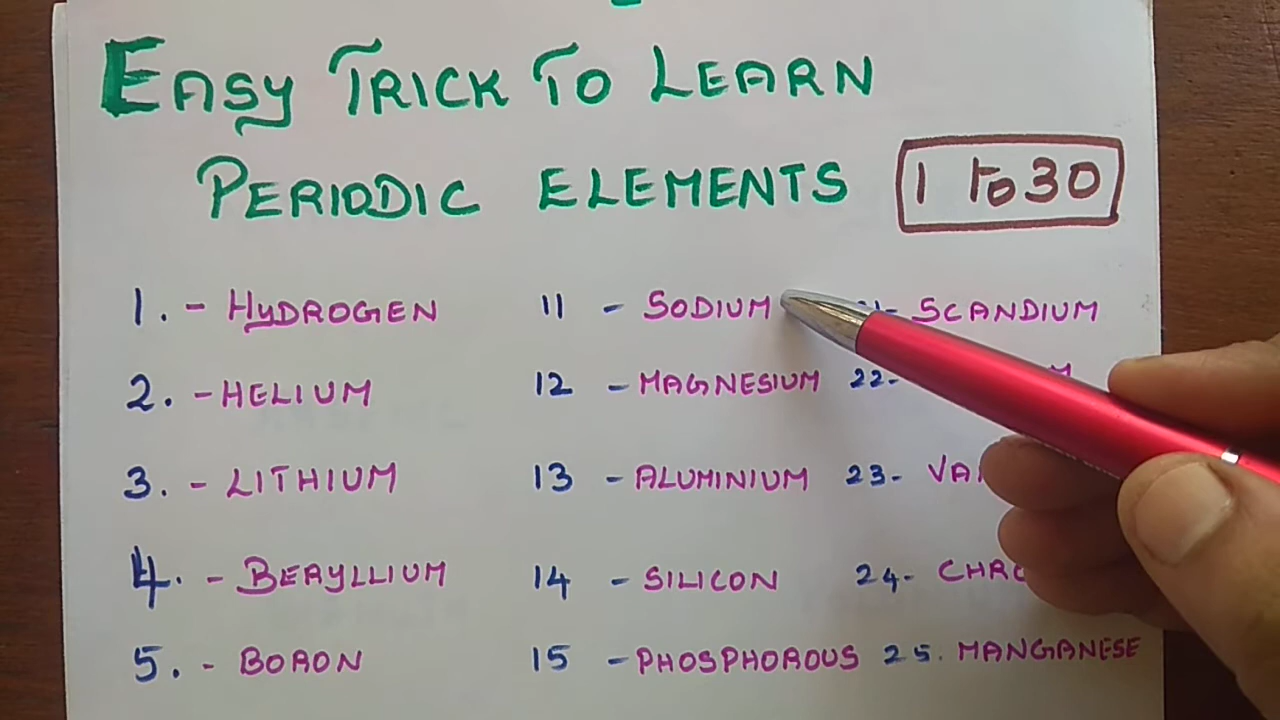 EASY TRICK TO LEARN
PERIODIC ELEMENTS 1 to 30
1. - HYDROGEN 11 - SODIUM - SCANDIUM
2. - HELIUM 12 - MAGNESIUM 22-
3. - LITHIUM 13 - ALUMINIUM 23-
4. - BERYLLIUM 14 - SILICON 24-
5. - BORON 15 - PHOSPHOROUS 25. MANGANESE